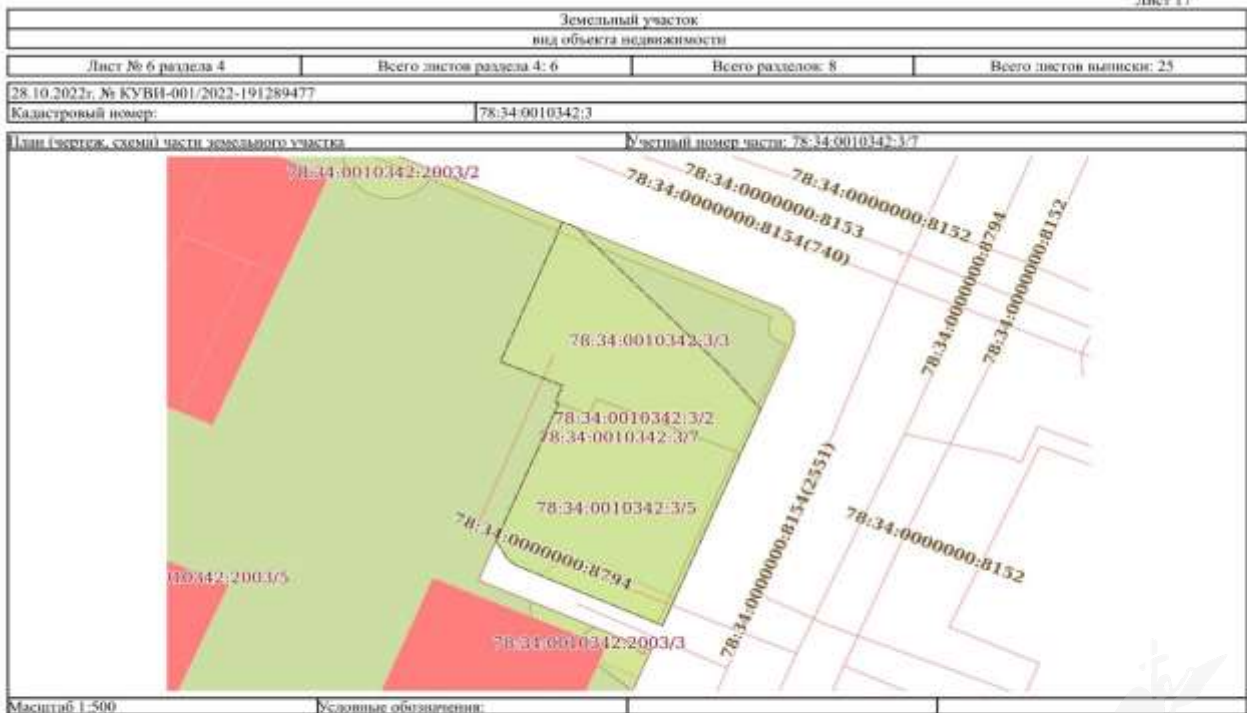 Лист 17
Земельный участок
вид объекта недвижимости
Лист № 6 раздела 4
Всего листов раздела 4: 6
Всего разделов: 8
Всего листов выписки: 25
28.10.2022г. № КУВИ-001/2022-191289477
Кадастровый номер:
78:34:0010342:3
План (чертеж, схема) части земельного участка
Учетный номер части: 78:34:0010342:3/7
78:34:0010342:2003/2
78:34:0000000:8154(740)
78:34:0000000:8153
78:34:0000000:8152
78:34:0000000:8794
78:34:0000000:8152
78:34:0010342:3/3
78:34:0010342:3/2
78:34:0010342:3/7
78:34:0010342:3/5
78:34:0000000:8794
78:34:0000000:8154(2551)
78:34:0000000:8152
010342:2003/5
78:34:0010342:2003/3
Масштаб 1:500
Условные обозначения: